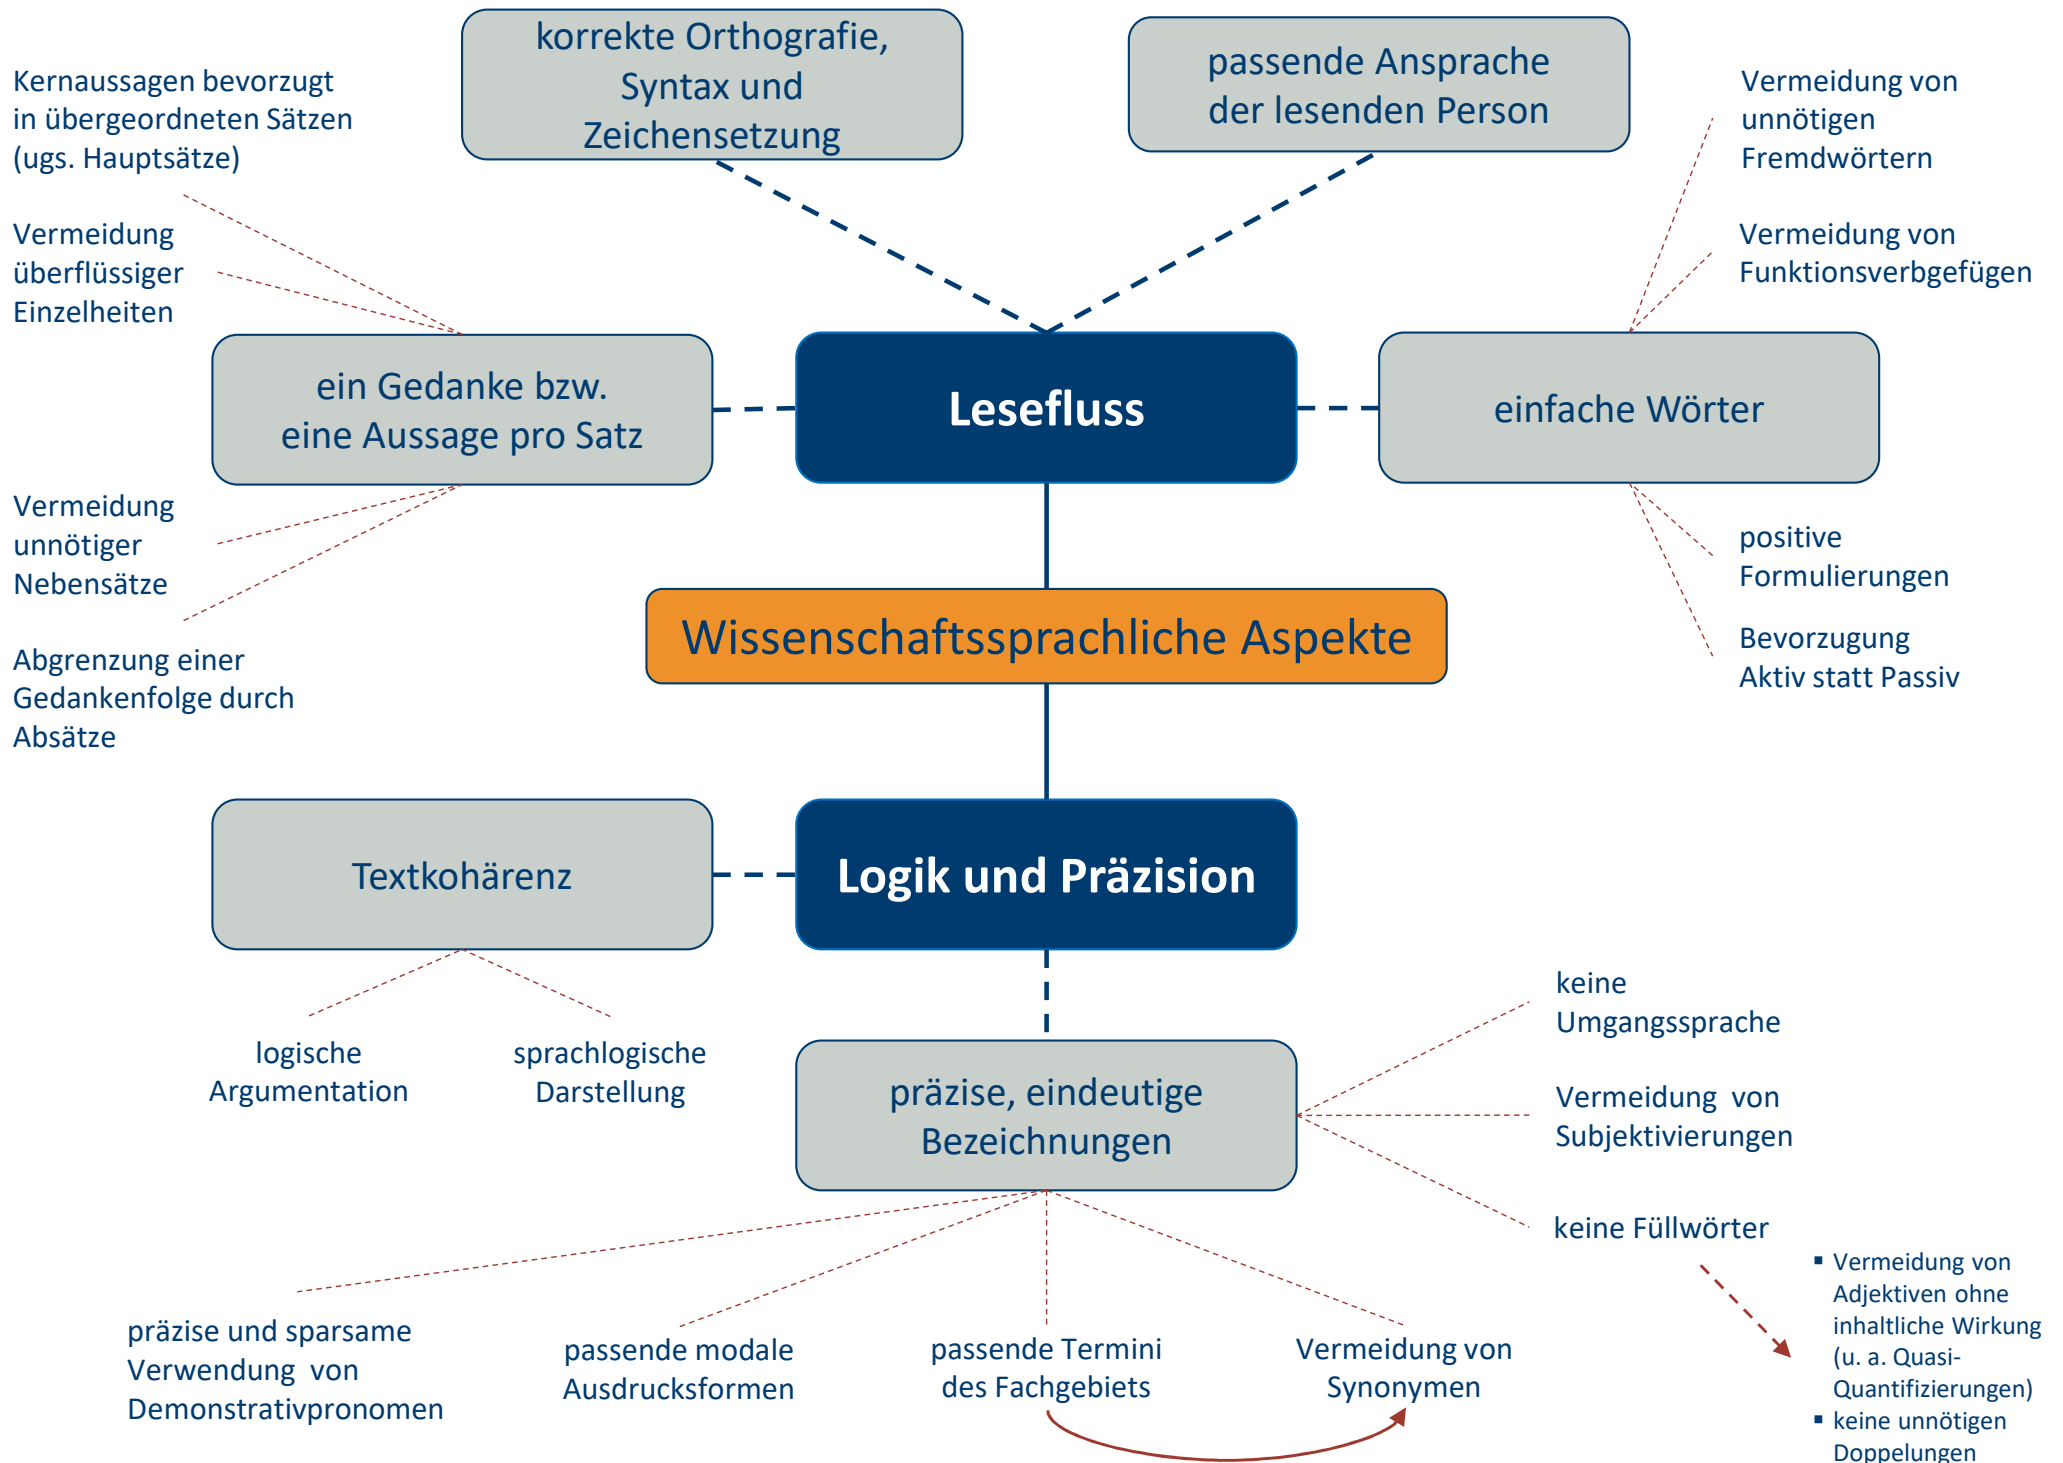 korrekte Orthografie,
Syntax und
Zeichensetzung
passende Ansprache
der lesenden Person
Kernaussagen bevorzugt
in übergeordneten Sätzen
(ugs. Hauptsätze)
Vermeidung
überflüssiger
Einzelheiten
Vermeidung von
unnötigen
Fremdwörtern
Vermeidung von
Funktionsverbgefügen
ein Gedanke bzw.
eine Aussage pro Satz
Lesefluss
einfache Wörter
Vermeidung
unnötiger
Nebensätze
Abgrenzung einer
Gedankenfolge durch
Absätze
positive
Formulierungen
Bevorzugung
Aktiv statt Passiv
Wissenschaftssprachliche Aspekte
Textkohärenz
Logik und Präzision
logische
Argumentation
sprachlogische
Darstellung
präzise, eindeutige
Bezeichnungen
keine
Umgangssprache
Vermeidung von
Subjektivierungen
keine Füllwörter
▪ Vermeidung von
Adjektiven ohne
inhaltliche Wirkung
(u. a. Quasi-
Quantifizierungen)
▪ keine unnötigen
Doppelungen
präzise und sparsame
Verwendung von
Demonstrativpronomen
passende modale
Ausdrucksformen
passende Termini
des Fachgebiets
Vermeidung von
Synonymen